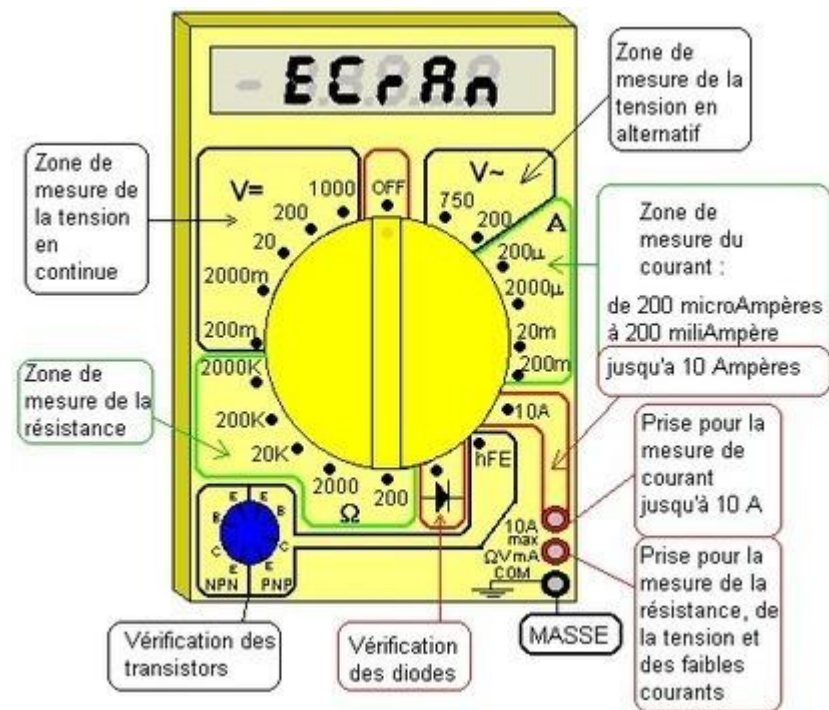 ECrAn
Zone de
mesure de la
tension en
alternatif
Zone de
mesure de
la tension
en
continue
V=
1000
OFF
V~
750
200
A
200
20
2000m
200m
200µ
2000µ
20m
200m
Zone de
mesure du
courant :
de 200 microAmpères
à 200 miliAmpère
jusqu'a 10 Ampères
Zone de
mesure de la
résistance
2000K
200K
20K
2000
200
Ω
hFE
10A
Prise pour la
mesure de
courant
jusqu'à 10 A
10A
max
ΩVmA
COM
E
B
C
E
E
B
C
E
NPN
PNP
MASSE
Prise pour la
mesure de la
résistance, de
la tension et
des faibles
courants
Vérification des
transistors
Vérification
des diodes